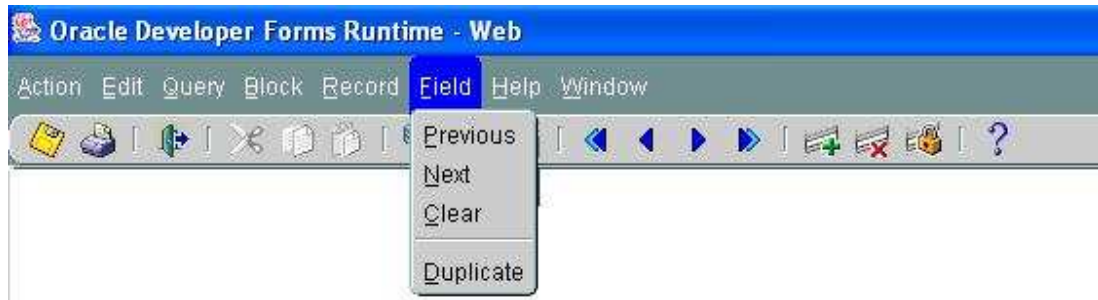 Oracle Developer Forms Runtime - Web
Action Edit Query Block Record Field Help Window
?
Previous
Next
Clear
Duplicate